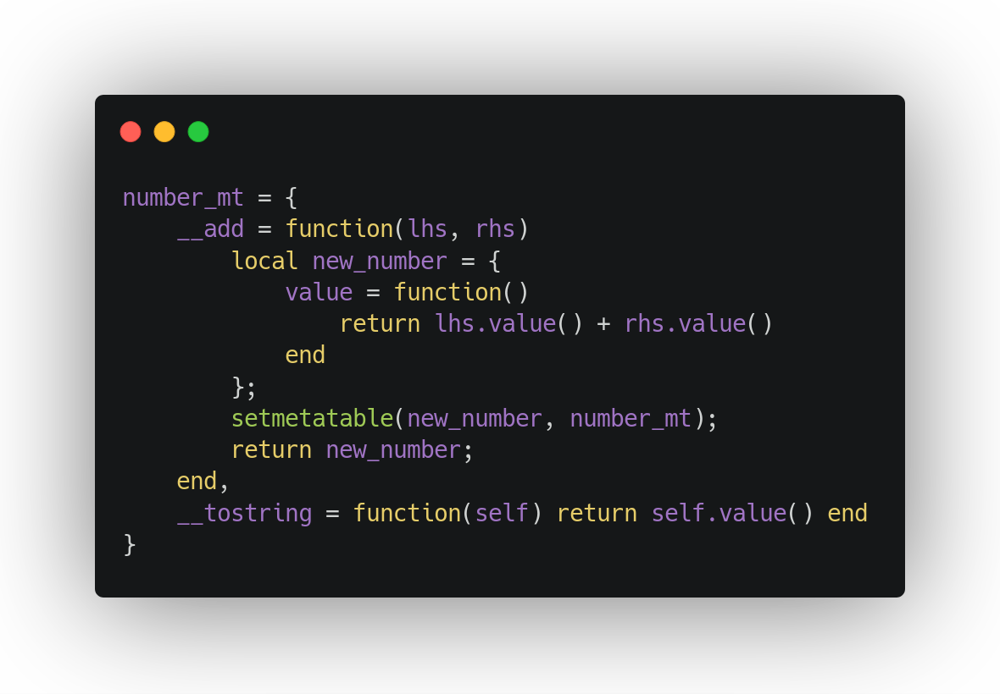 number_mt = {
    __add = function(lhs, rhs)
        local new_number = {
            value = function()
                return lhs.value() + rhs.value()
            end
        };
        setmetatable(new_number, number_mt);
        return new_number;
    end,
    __tostring = function(self) return self.value() end
}